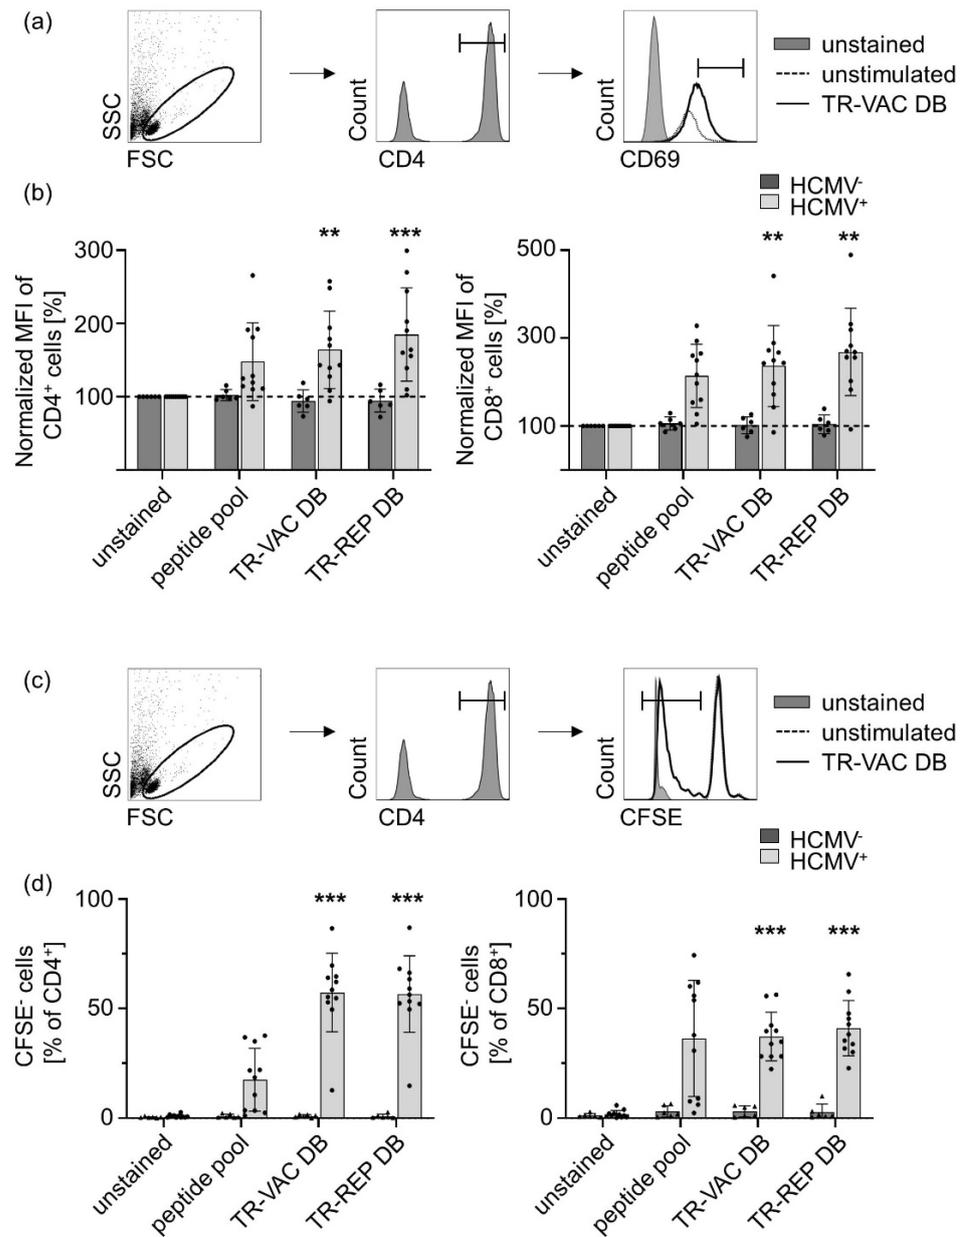 (a)
SSC
FSC
Count
CD4
Count
CD69
unstained
unstimulated
TR-VAC DB
(b)
HCMV-
HCMV+
Normalized MFI of
CD4+ cells [%]
300
200
100
** ***
unstained
peptide pool
TR-VAC DB
TR-REP DB
Normalized MFI of
CD8+ cells [%]
500
300
100
** **
unstained
peptide pool
TR-VAC DB
TR-REP DB
(c)
SSC
FSC
Count
CD4
Count
CFSE
unstained
unstimulated
TR-VAC DB
HCMV-
HCMV+
(d)
CFSE- cells
[% of CD4+]
100
50
0
*** ***
unstained
peptide pool
TR-VAC DB
TR-REP DB
CFSE- cells
[% of CD8+]
100
50
0
*** ***
unstained
peptide pool
TR-VAC DB
TR-REP DB